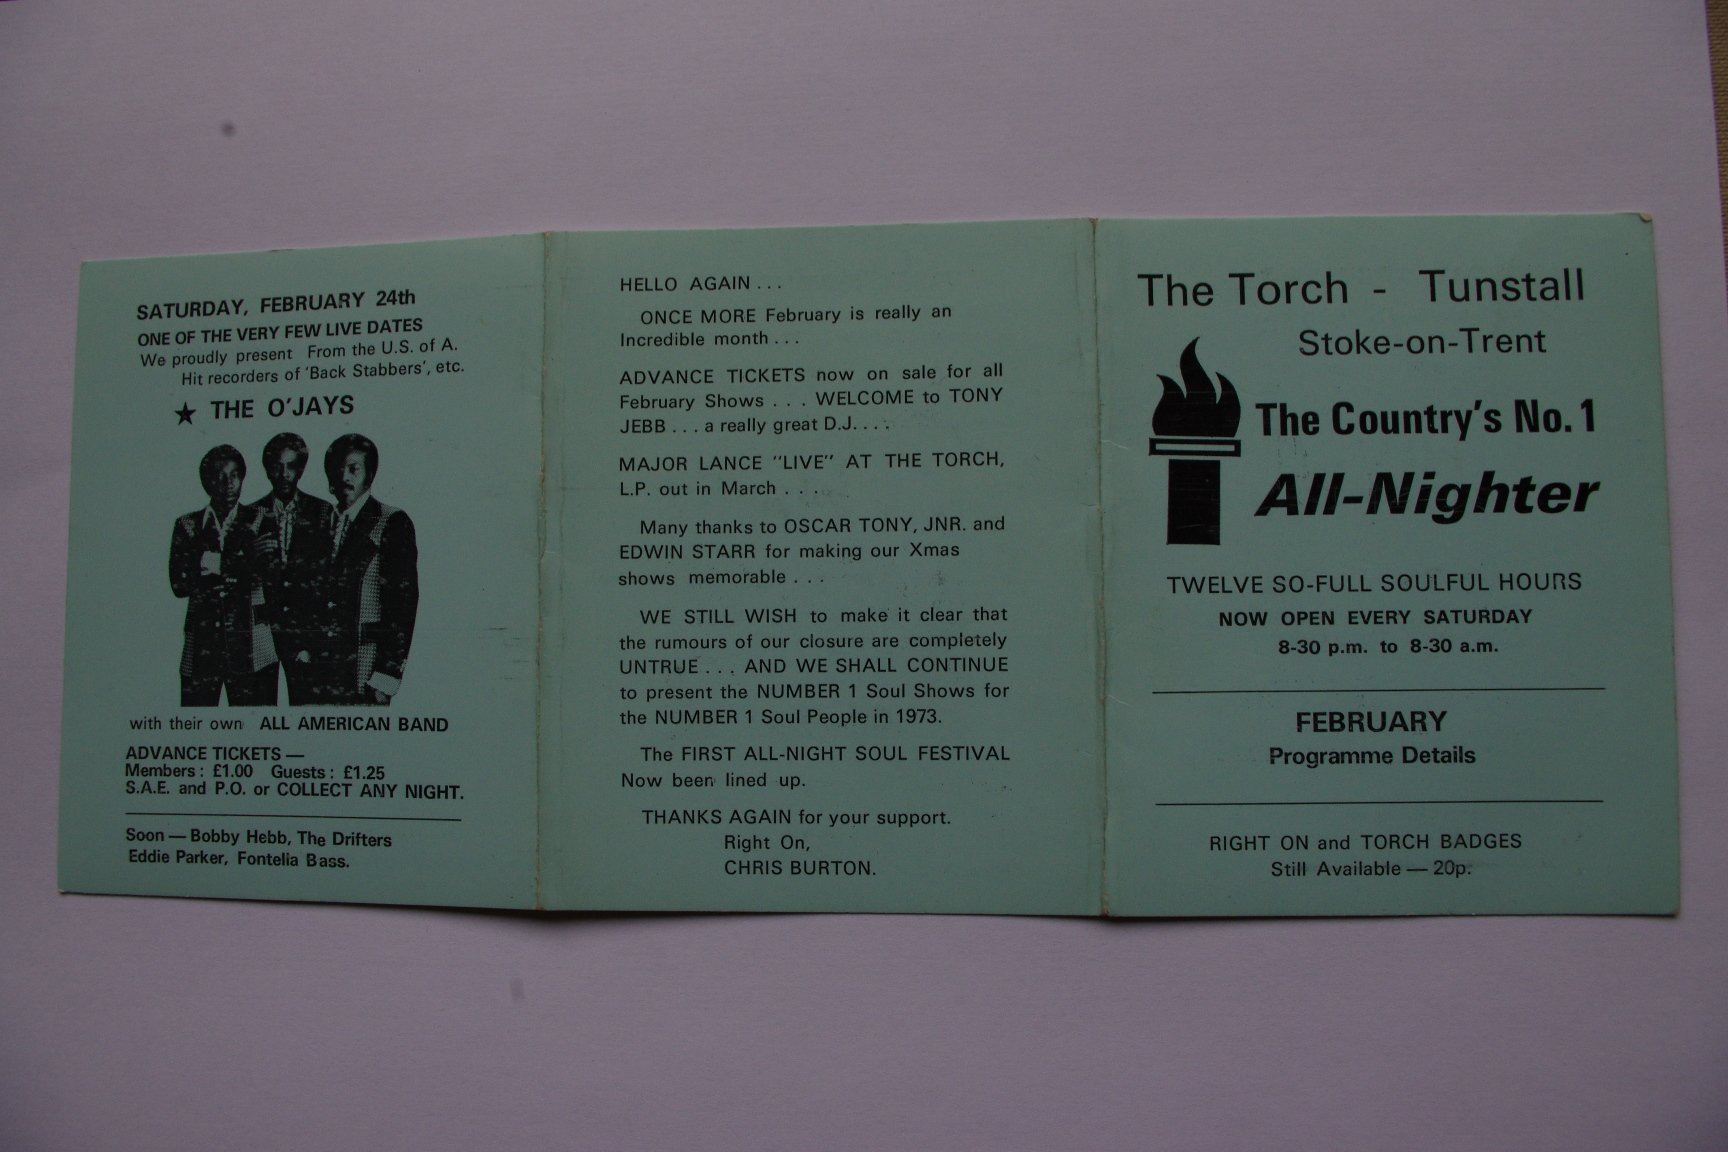 SATURDAY, FEBRUARY 24th
ONE OF THE VERY FEW LIVE DATES
We proudly present From the U.S. of A.
Hit recorders of 'Back Stabbers', etc.
★ THE O'JAYS
with their own ALL AMERICAN BAND
ADVANCE TICKETS —
Members : £1.00 Guests : £1.25
S.A.E. and P.O. or COLLECT ANY NIGHT.
Soon — Bobby Hebb, The Drifters
Eddie Parker, Fontelia Bass.
HELLO AGAIN . . .
ONCE MORE February is really an
Incredible month . . .
ADVANCE TICKETS now on sale for all
February Shows . . . WELCOME to TONY
JEBB . . . a really great D.J. . . .
MAJOR LANCE "LIVE" AT THE TORCH,
L.P. out in March . . .
Many thanks to OSCAR TONY, JNR. and
EDWIN STARR for making our Xmas
shows memorable . . .
WE STILL WISH to make it clear that
the rumours of our closure are completely
UNTRUE . . . AND WE SHALL CONTINUE
to present the NUMBER 1 Soul Shows for
the NUMBER 1 Soul People in 1973.
The FIRST ALL-NIGHT SOUL FESTIVAL
Now been lined up.
THANKS AGAIN for your support.
Right On,
CHRIS BURTON.
The Torch - Tunstall
Stoke-on-Trent
The Country's No. 1
All-Nighter
TWELVE SO-FULL SOULFUL HOURS
NOW OPEN EVERY SATURDAY
8-30 p.m. to 8-30 a.m.
FEBRUARY
Programme Details
RIGHT ON and TORCH BADGES
Still Available — 20p.